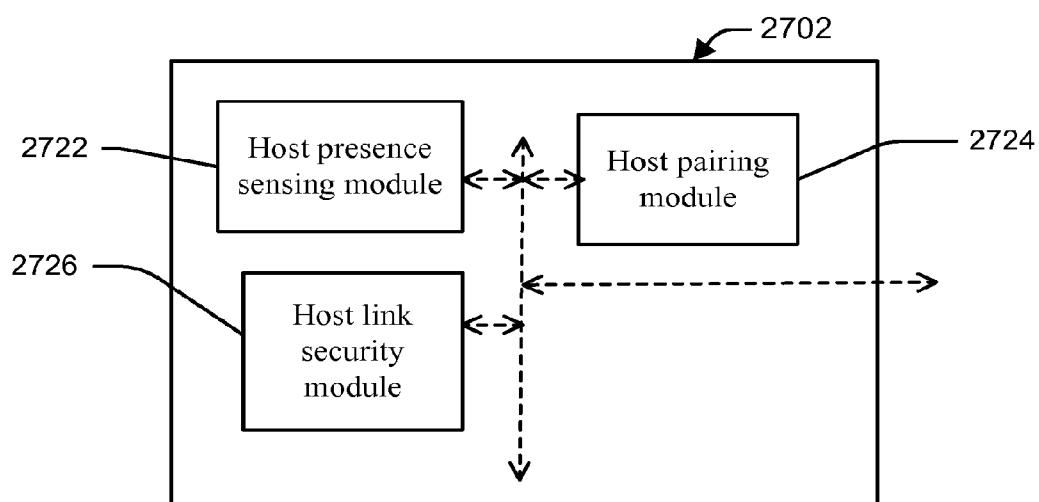 2702
2722
Host presence
sensing module
Host pairing
module
2724
2726
Host link
security
module